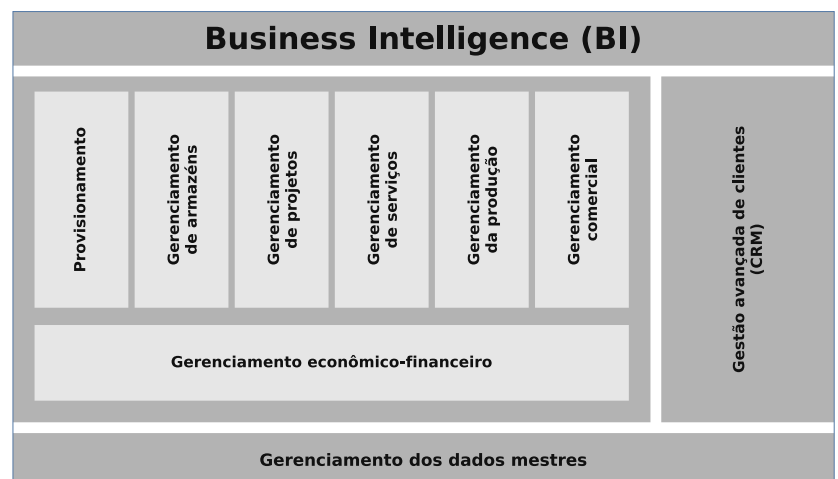 Business Intelligence (BI)
Provisionamento
Gerenciamento
de armazéns
Gerenciamento
de projetos
Gerenciamento
de serviços
Gerenciamento
da produção
Gerenciamento
comercial
Gestão avançada de clientes
(CRM)
Gerenciamento econômico-financeiro
Gerenciamento dos dados mestres